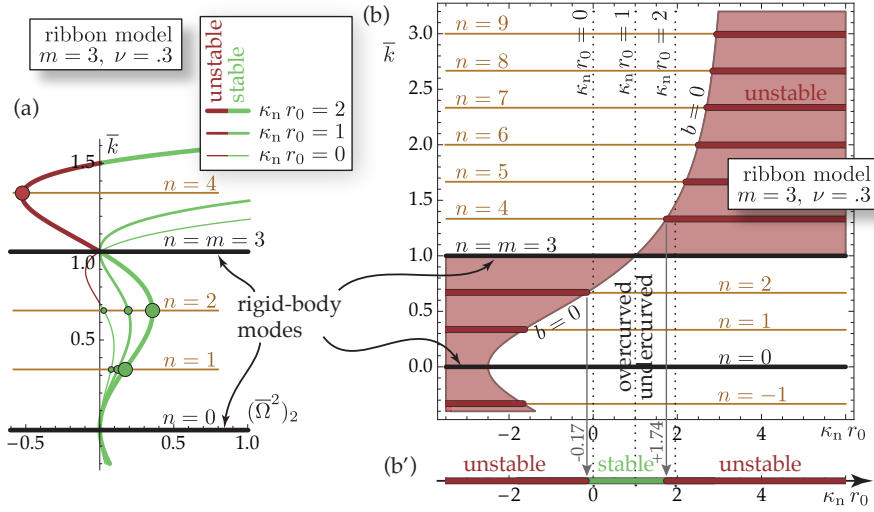 ribbon model
m = 3, ν = .3
(a)
unstable
stable
κn r0 = 2
κn r0 = 1
κn r0 = 0
k̅
1.5
n = 4
n = m = 3
1.0
n = 2
0.5
n = 1
n = 0
(Ω̅²)₂
−0.5
0.5
1.0
rigid-body
modes
(b)
k̅
κn r0 = 0
κn r0 = 1
κn r0 = 2
3.0
2.5
2.0
1.5
1.0
0.5
0.0
n = 9
n = 8
n = 7
n = 6
n = 5
n = 4
n = m = 3
n = 2
n = 1
n = 0
n = −1
unstable
b = 0
b = 0
ribbon model
m = 3, ν = .3
overcurved
undercurved
−2
0
2
4
κn r0
-0.17
+1.74
(b')
unstable
stable
unstable
−2
0
2
4
κn r0